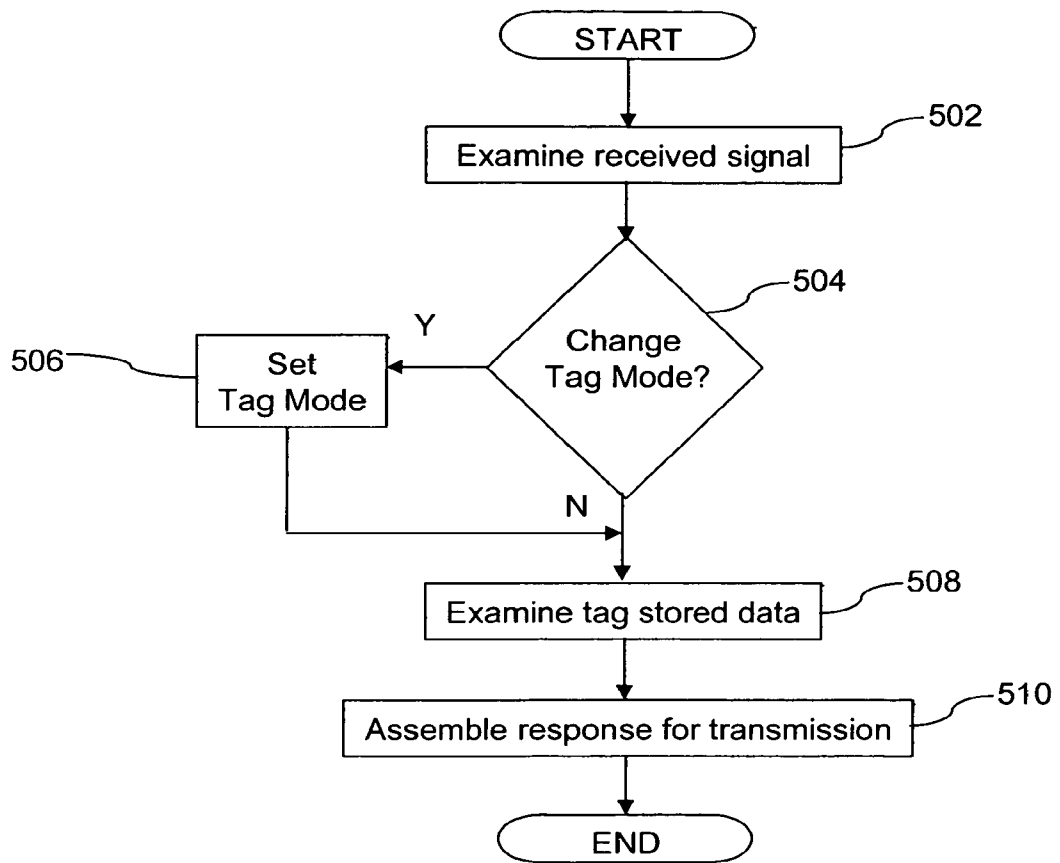 START
502
Examine received signal
504
Change
Tag Mode?
Y
506
Set
Tag Mode
N
508
Examine tag stored data
510
Assemble response for transmission
END